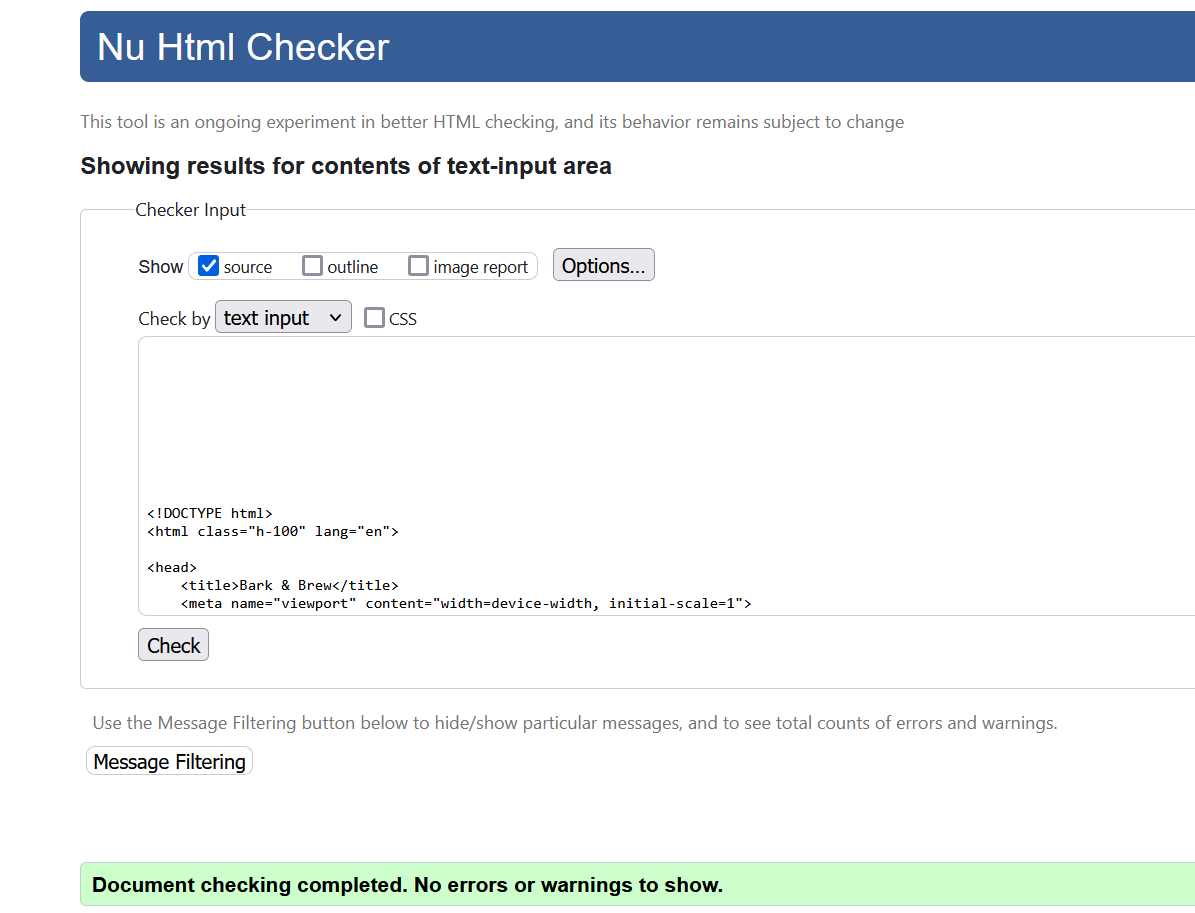 Nu Html Checker
This tool is an ongoing experiment in better HTML checking, and its behavior remains subject to change
Showing results for contents of text-input area
Checker Input
Show source outline image report Options...
Check by text input CSS
<!DOCTYPE html>
<html class="h-100" lang="en">
<head>
<title>Bark & Brew</title>
<meta name="viewport" content="width=device-width, initial-scale=1">
Check
Use the Message Filtering button below to hide/show particular messages, and to see total counts of errors and warnings.
Message Filtering
Document checking completed. No errors or warnings to show.